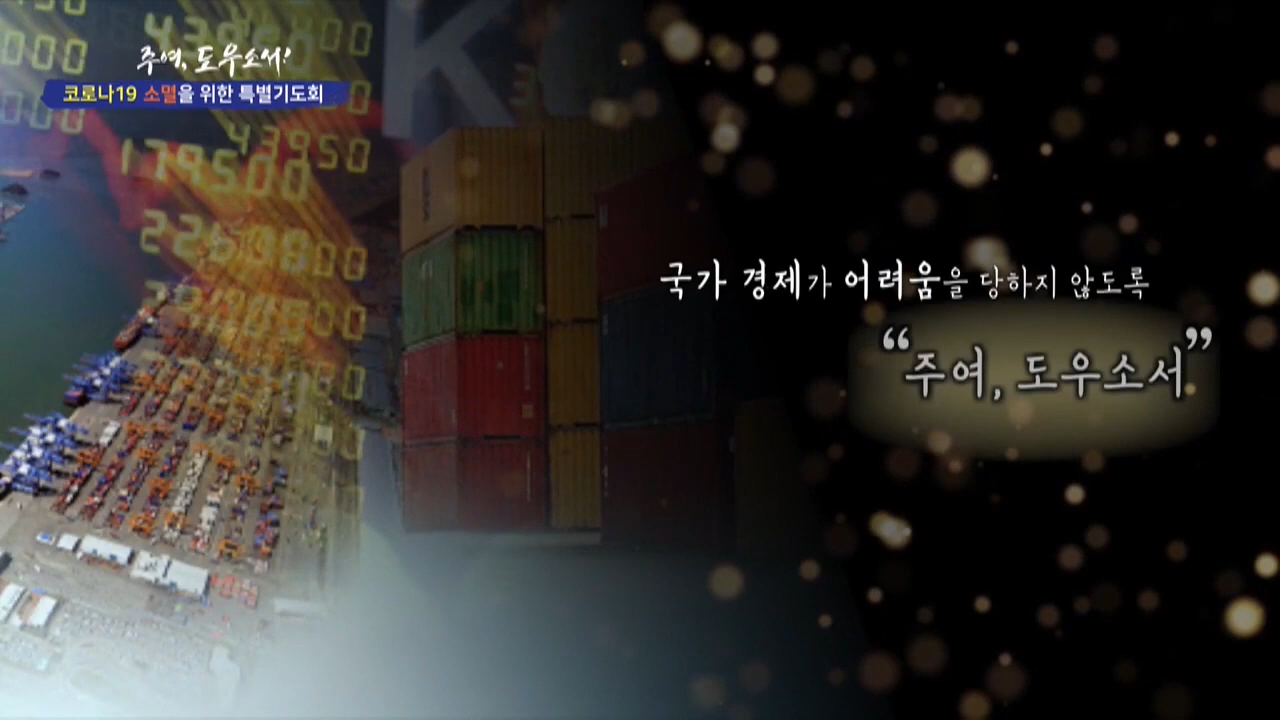 주여, 도우소서!
코로나19 소멸을 위한 특별기도회
K
43950
179500
국가 경제가 어려움을 당하지 않도록
“주여, 도우소서”